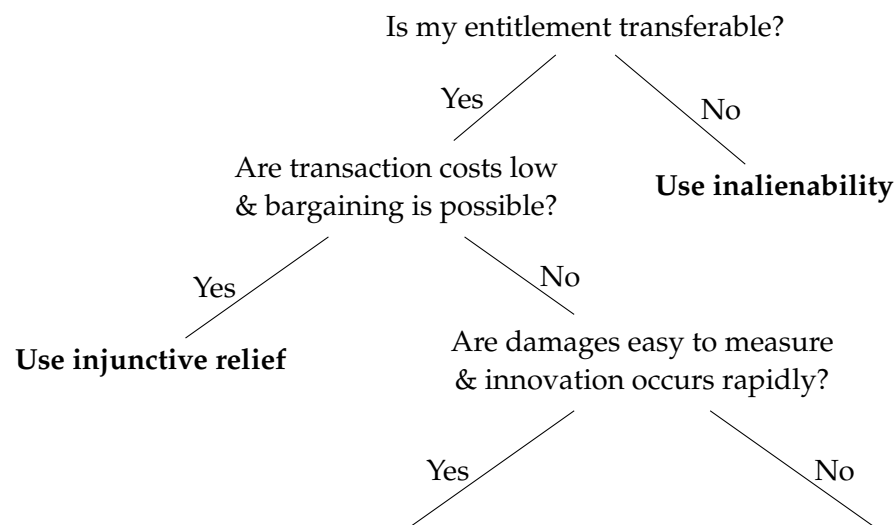 Is my entitlement transferable?
Yes
No
Are transaction costs low
& bargaining is possible?
Use inalienability
Yes
No
Use injunctive relief
Are damages easy to measure
& innovation occurs rapidly?
Yes
No